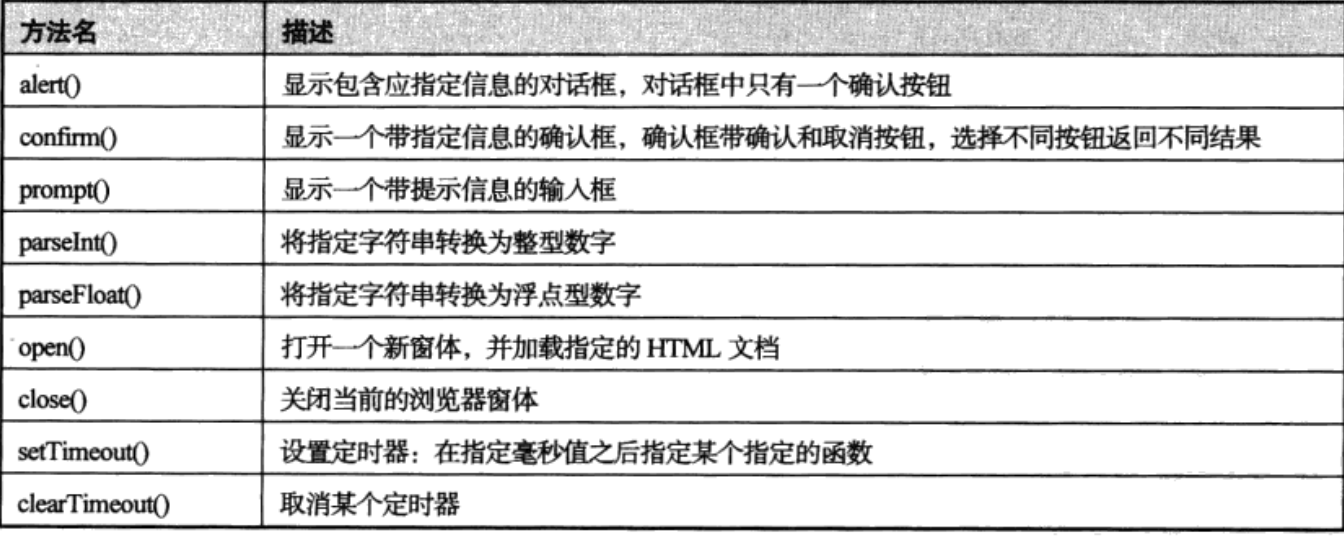 方法名 描述
alert() 显示包含应指定信息的对话框，对话框中只有一个确认按钮
confirm() 显示一个带指定信息的确认框，确认框带确认和取消按钮，选择不同按钮返回不同结果
prompt() 显示一个带提示信息的输入框
parseInt() 将指定字符串转换为整型数字
parseFloat() 将指定字符串转换为浮点型数字
open() 打开一个新窗体，并加载指定的 HTML 文档
close() 关闭当前的浏览器窗体
setTimeout() 设置定时器：在指定毫秒值之后指定某个指定的函数
clearTimeout() 取消某个定时器